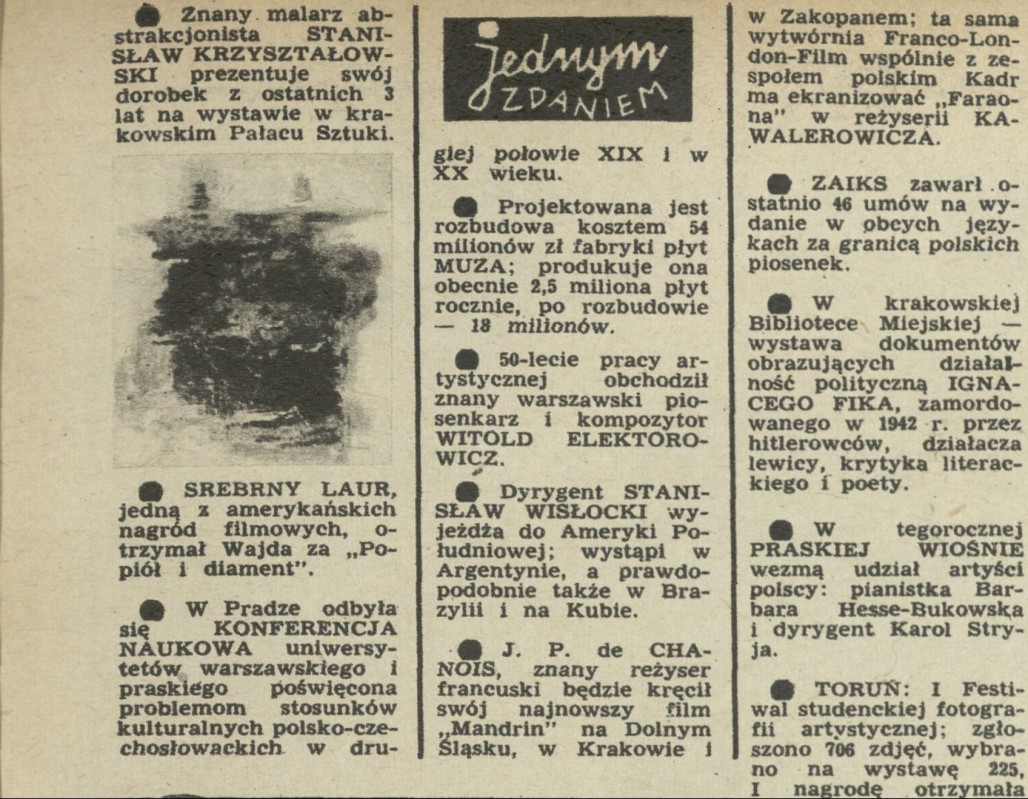 ● Znany malarz ab-
strakcjonista STANI-
SŁAW KRZYSZTAŁOW-
SKI prezentuje swój
dorobek z ostatnich 3
lat na wystawie w kra-
kowskim Pałacu Sztuki.
● SREBRNY LAUR,
jedną z amerykańskich
nagród filmowych, o-
trzymał Wajda za „Po-
piół i diament”.
● W Pradze odbyła
się KONFERENCJA
NAUKOWA uniwersy-
tetów warszawskiego i
praskiego poświęcona
problemom stosunków
kulturalnych polsko-cze-
chosłowackich w dru-
jednym
ZDANIEM
giej połowie XIX i w
XX wieku.
● Projektowana jest
rozbudowa kosztem 54
milionów zł fabryki płyt
MUZA; produkuje ona
obecnie 2,5 miliona płyt
rocznie, po rozbudowie
— 18 milionów.
● 50-lecie pracy ar-
tystycznej obchodził
znany warszawski pio-
senkarz i kompozytor
WITOLD ELEKTORO-
WICZ.
● Dyrygent STANI-
SŁAW WISŁOCKI wy-
jeżdża do Ameryki Po-
łudniowej; wystąpi w
Argentynie, a prawdo-
podobnie także w Bra-
zylii i na Kubie.
● J. P. de CHA-
NOIS, znany reżyser
francuski będzie kręcił
swój najnowszy film
„Mandrin” na Dolnym
Śląsku, w Krakowie i
w Zakopanem; ta sama
wytwórnia Franco-Lon-
don-Film wspólnie z ze-
społem polskim Kadr
ma ekranizować „Farao-
na” w reżyserii KA-
WALEROWICZA.
● ZAIKS zawarł o-
statnio 46 umów na wy-
danie w obcych języ-
kach za granicą polskich
piosenek.
● W krakowskiej
Bibliotece Miejskiej —
wystawa dokumentów
obrazujących działal-
ność polityczną IGNA-
CEGO FIKA, zamordo-
wanego w 1942 r. przez
hitlerowców, działacza
lewicy, krytyka literac-
kiego i poety.
● W tegorocznej
PRASKIEJ WIOŚNIE
wezmą udział artyści
polscy: pianistka Bar-
bara Hesse-Bukowska
i dyrygent Karol Stry-
ja.
● TORUŃ: I Festi-
wal studenckiej fotogra-
fii artystycznej; zgło-
szono 706 zdjęć, wybra-
no na wystawę 225,
I nagrodę otrzymała